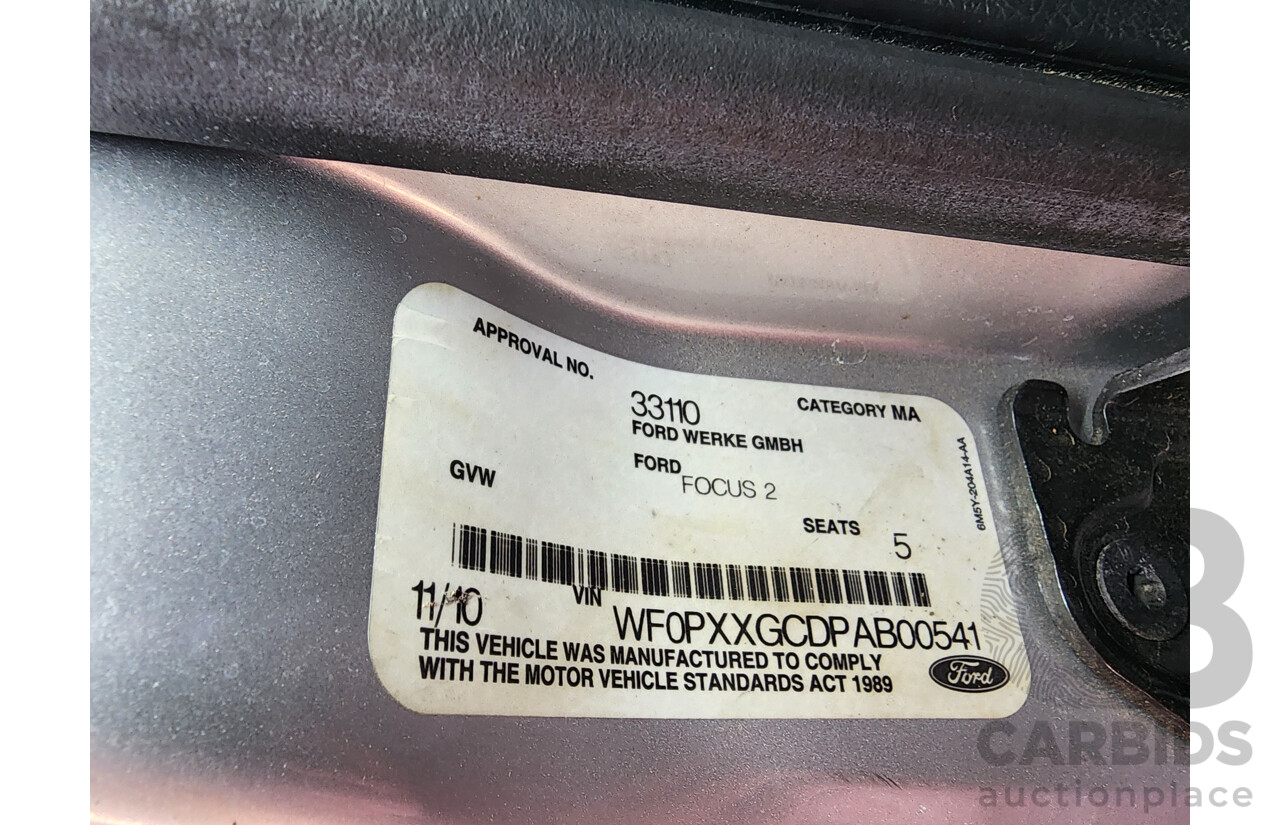 APPROVAL NO.
33110
CATEGORY MA
FORD WERKE GMBH
GVW
FORD
FOCUS 2
SEATS 5
6M5Y-204A14-AA
11/10
VIN
WF0PXXGCDPAB00541
THIS VEHICLE WAS MANUFACTURED TO COMPLY
WITH THE MOTOR VEHICLE STANDARDS ACT 1989
Ford
CARBIDS
auctionplace